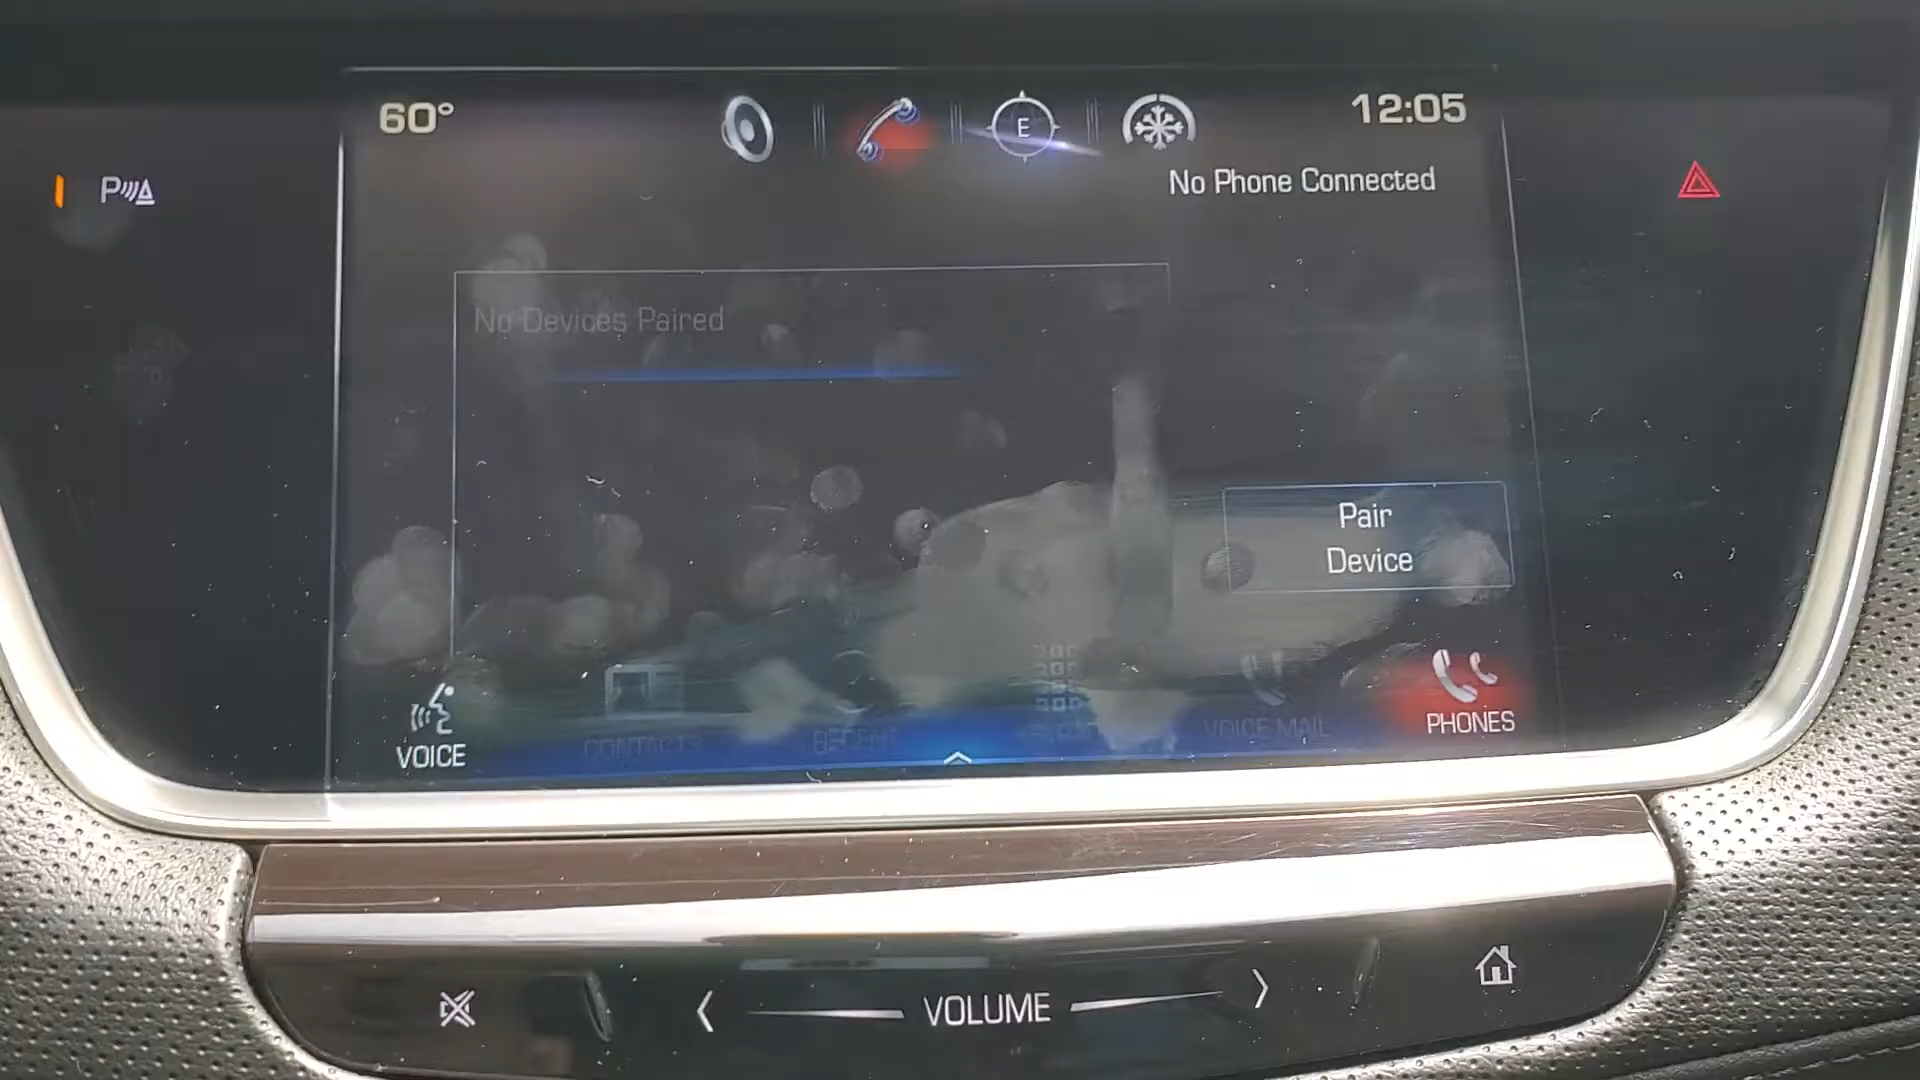 60°
E
12:05
No Phone Connected
P
No Devices Paired
Pair
Device
VOICE
CONTACTS
RECENT
VOICE MAIL
PHONES
VOLUME